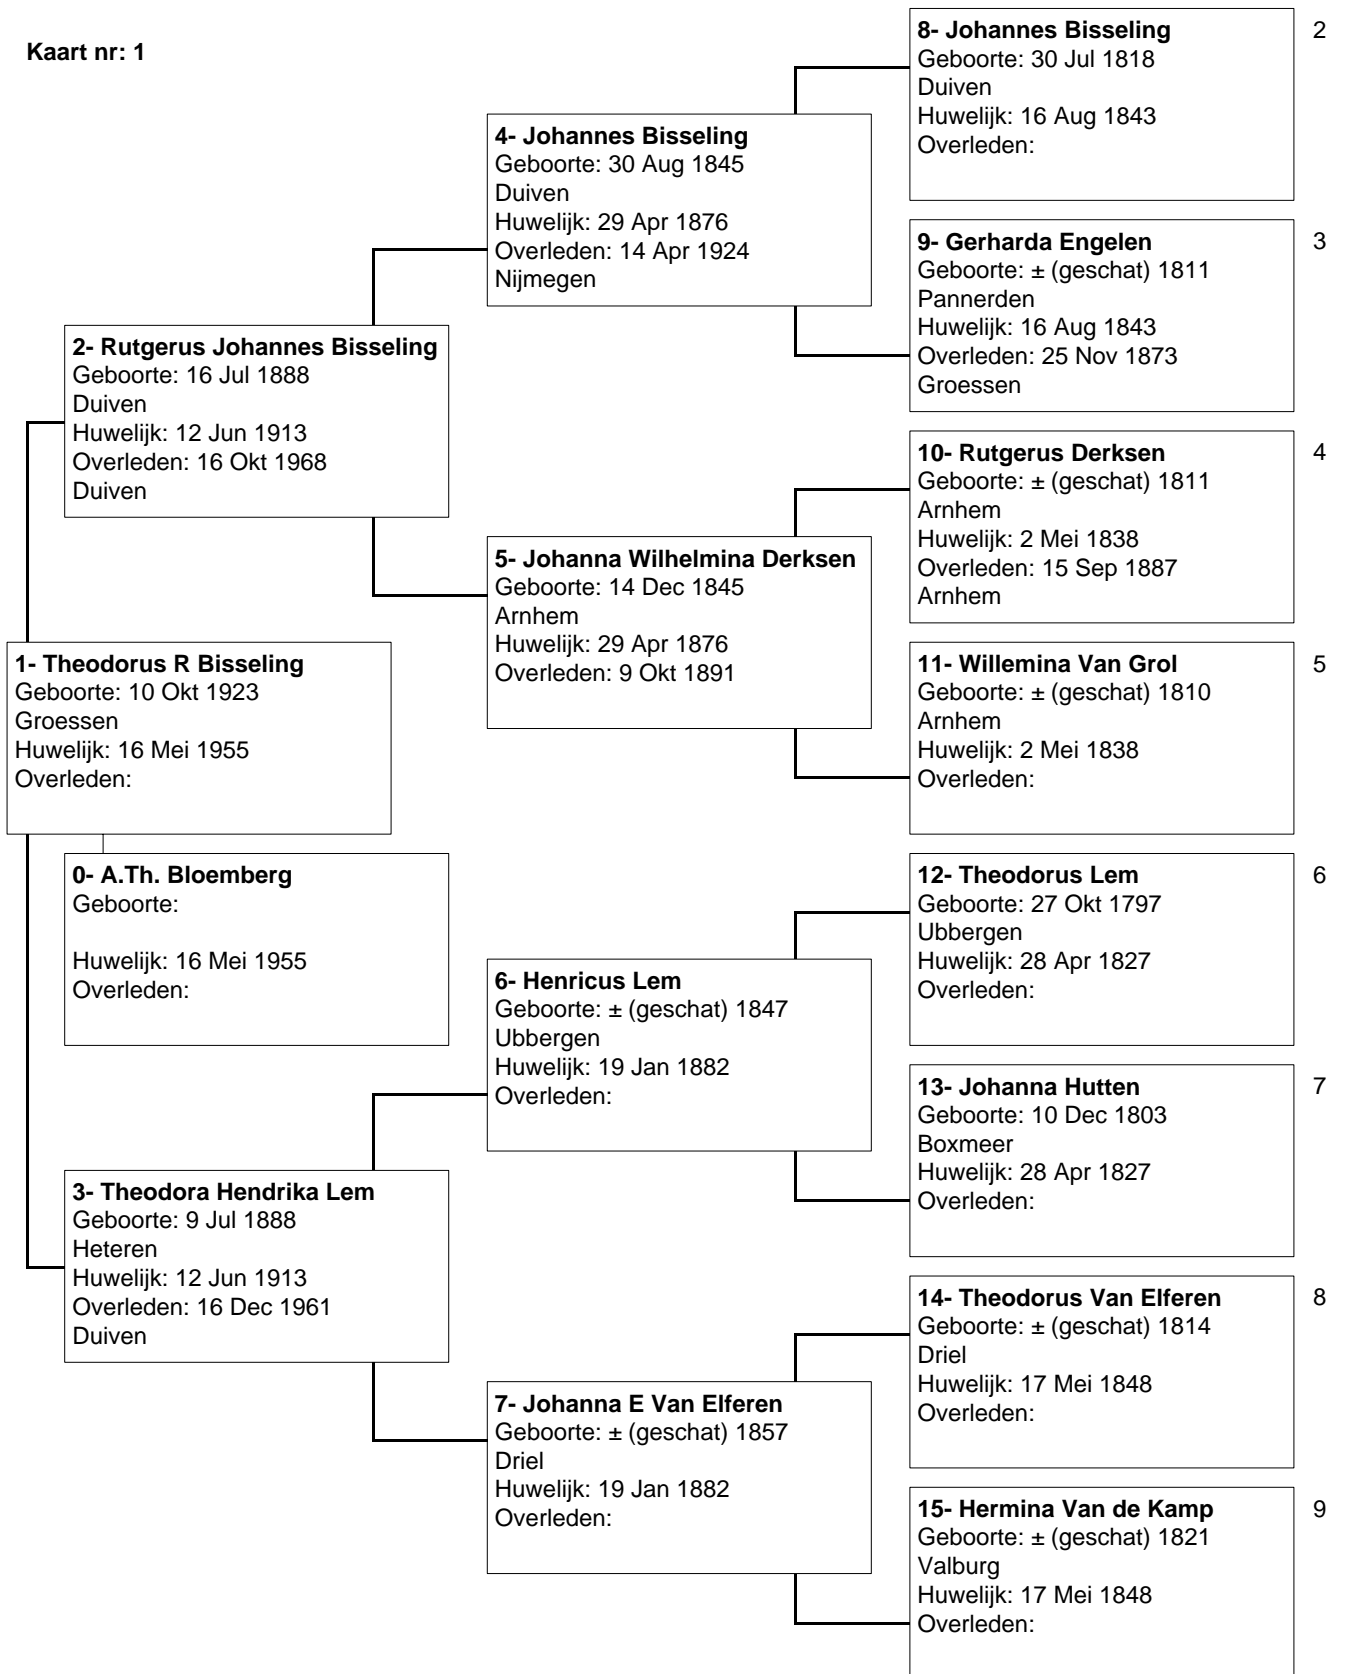 Kaart nr: 1
8- Johannes Bisseling
Geboorte: 30 Jul 1818
Duiven
Huwelijk: 16 Aug 1843
Overleden:
2
4- Johannes Bisseling
Geboorte: 30 Aug 1845
Duiven
Huwelijk: 29 Apr 1876
Overleden: 14 Apr 1924
Nijmegen
9- Gerharda Engelen
Geboorte: ± (geschat) 1811
Pannerden
Huwelijk: 16 Aug 1843
Overleden: 25 Nov 1873
Groessen
3
2- Rutgerus Johannes Bisseling
Geboorte: 16 Jul 1888
Duiven
Huwelijk: 12 Jun 1913
Overleden: 16 Okt 1968
Duiven
10- Rutgerus Derksen
Geboorte: ± (geschat) 1811
Arnhem
Huwelijk: 2 Mei 1838
Overleden: 15 Sep 1887
Arnhem
4
5- Johanna Wilhelmina Derksen
Geboorte: 14 Dec 1845
Arnhem
Huwelijk: 29 Apr 1876
Overleden: 9 Okt 1891
11- Willemina Van Grol
Geboorte: ± (geschat) 1810
Arnhem
Huwelijk: 2 Mei 1838
Overleden:
5
1- Theodorus R Bisseling
Geboorte: 10 Okt 1923
Groessen
Huwelijk: 16 Mei 1955
Overleden:
0- A.Th. Bloemberg
Geboorte:
Huwelijk: 16 Mei 1955
Overleden:
12- Theodorus Lem
Geboorte: 27 Okt 1797
Ubbergen
Huwelijk: 28 Apr 1827
Overleden:
6
6- Henricus Lem
Geboorte: ± (geschat) 1847
Ubbergen
Huwelijk: 19 Jan 1882
Overleden:
13- Johanna Hutten
Geboorte: 10 Dec 1803
Boxmeer
Huwelijk: 28 Apr 1827
Overleden:
7
3- Theodora Hendrika Lem
Geboorte: 9 Jul 1888
Heteren
Huwelijk: 12 Jun 1913
Overleden: 16 Dec 1961
Duiven
14- Theodorus Van Elferen
Geboorte: ± (geschat) 1814
Driel
Huwelijk: 17 Mei 1848
Overleden:
8
7- Johanna E Van Elferen
Geboorte: ± (geschat) 1857
Driel
Huwelijk: 19 Jan 1882
Overleden:
15- Hermina Van de Kamp
Geboorte: ± (geschat) 1821
Valburg
Huwelijk: 17 Mei 1848
Overleden:
9